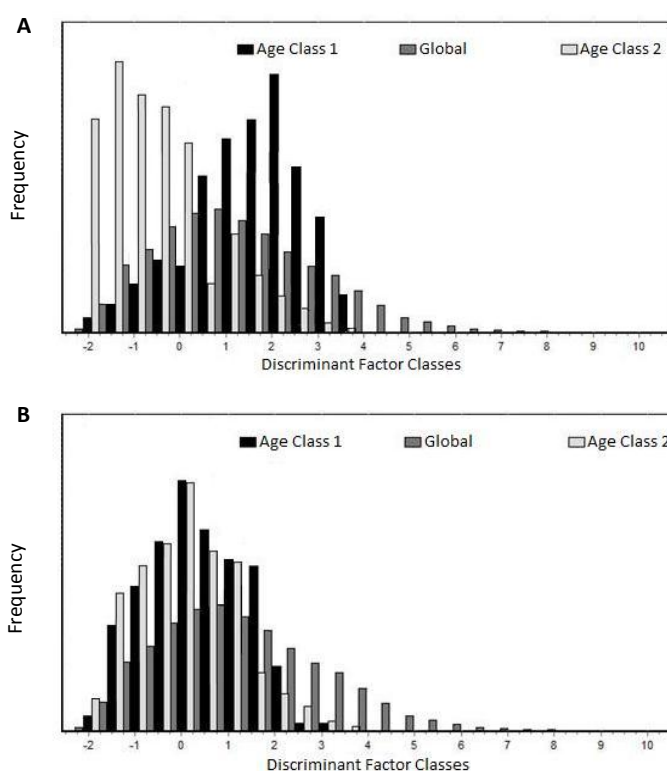 A
Age Class 1 Global Age Class 2
Frequency
-2 -1 0 1 2 3 4 5 6 7 8 9 10
Discriminant Factor Classes
B
Age Class 1 Global Age Class 2
Frequency
-2 -1 0 1 2 3 4 5 6 7 8 9 10
Discriminant Factor Classes